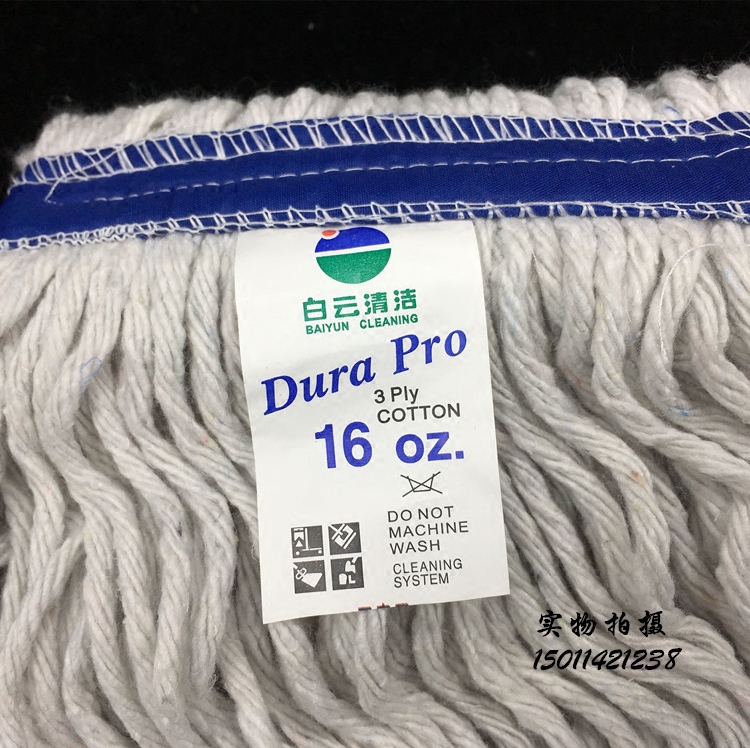 白云清洁
BAIYUN CLEANING
Dura Pro
3 Ply
COTTON
16 oz.
DO NOT
MACHINE
WASH
CLEANING
SYSTEM
实物拍摄
15011421238